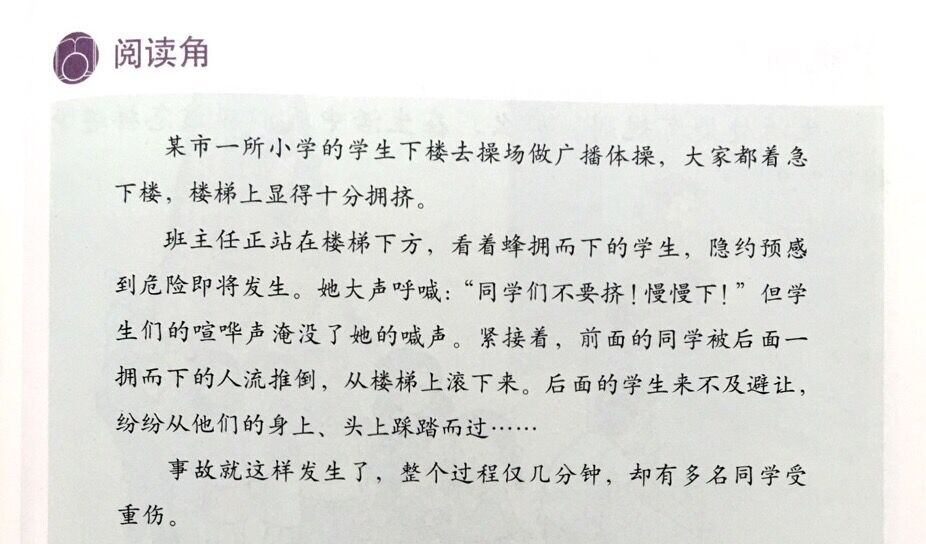 阅读角
某市一所小学的学生下楼去操场做广播体操，大家都着急
下楼，楼梯上显得十分拥挤。
班主任正站在楼梯下方，看着蜂拥而下的学生，隐约预感
到危险即将发生。她大声呼喊：“同学们不要挤！慢慢下！”但学
生们的喧哗声淹没了她的喊声。紧接着，前面的同学被后面一
拥而下的人流推倒，从楼梯上滚下来。后面的学生来不及避让，
纷纷从他们的身上、头上踩踏而过……
事故就这样发生了，整个过程仅几分钟，却有多名同学受
重伤。